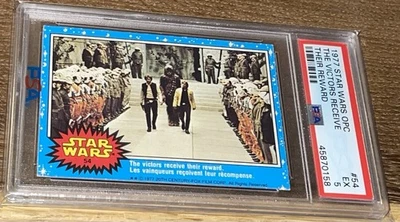 STAR
WARS
54
The victors receive their reward.
Les vainqueurs reçoivent leur récompense.
1977 STAR WARS OPC
THE VICTORS RECEIVE
THEIR REWARD
#54
EX
5
PSA
45870158